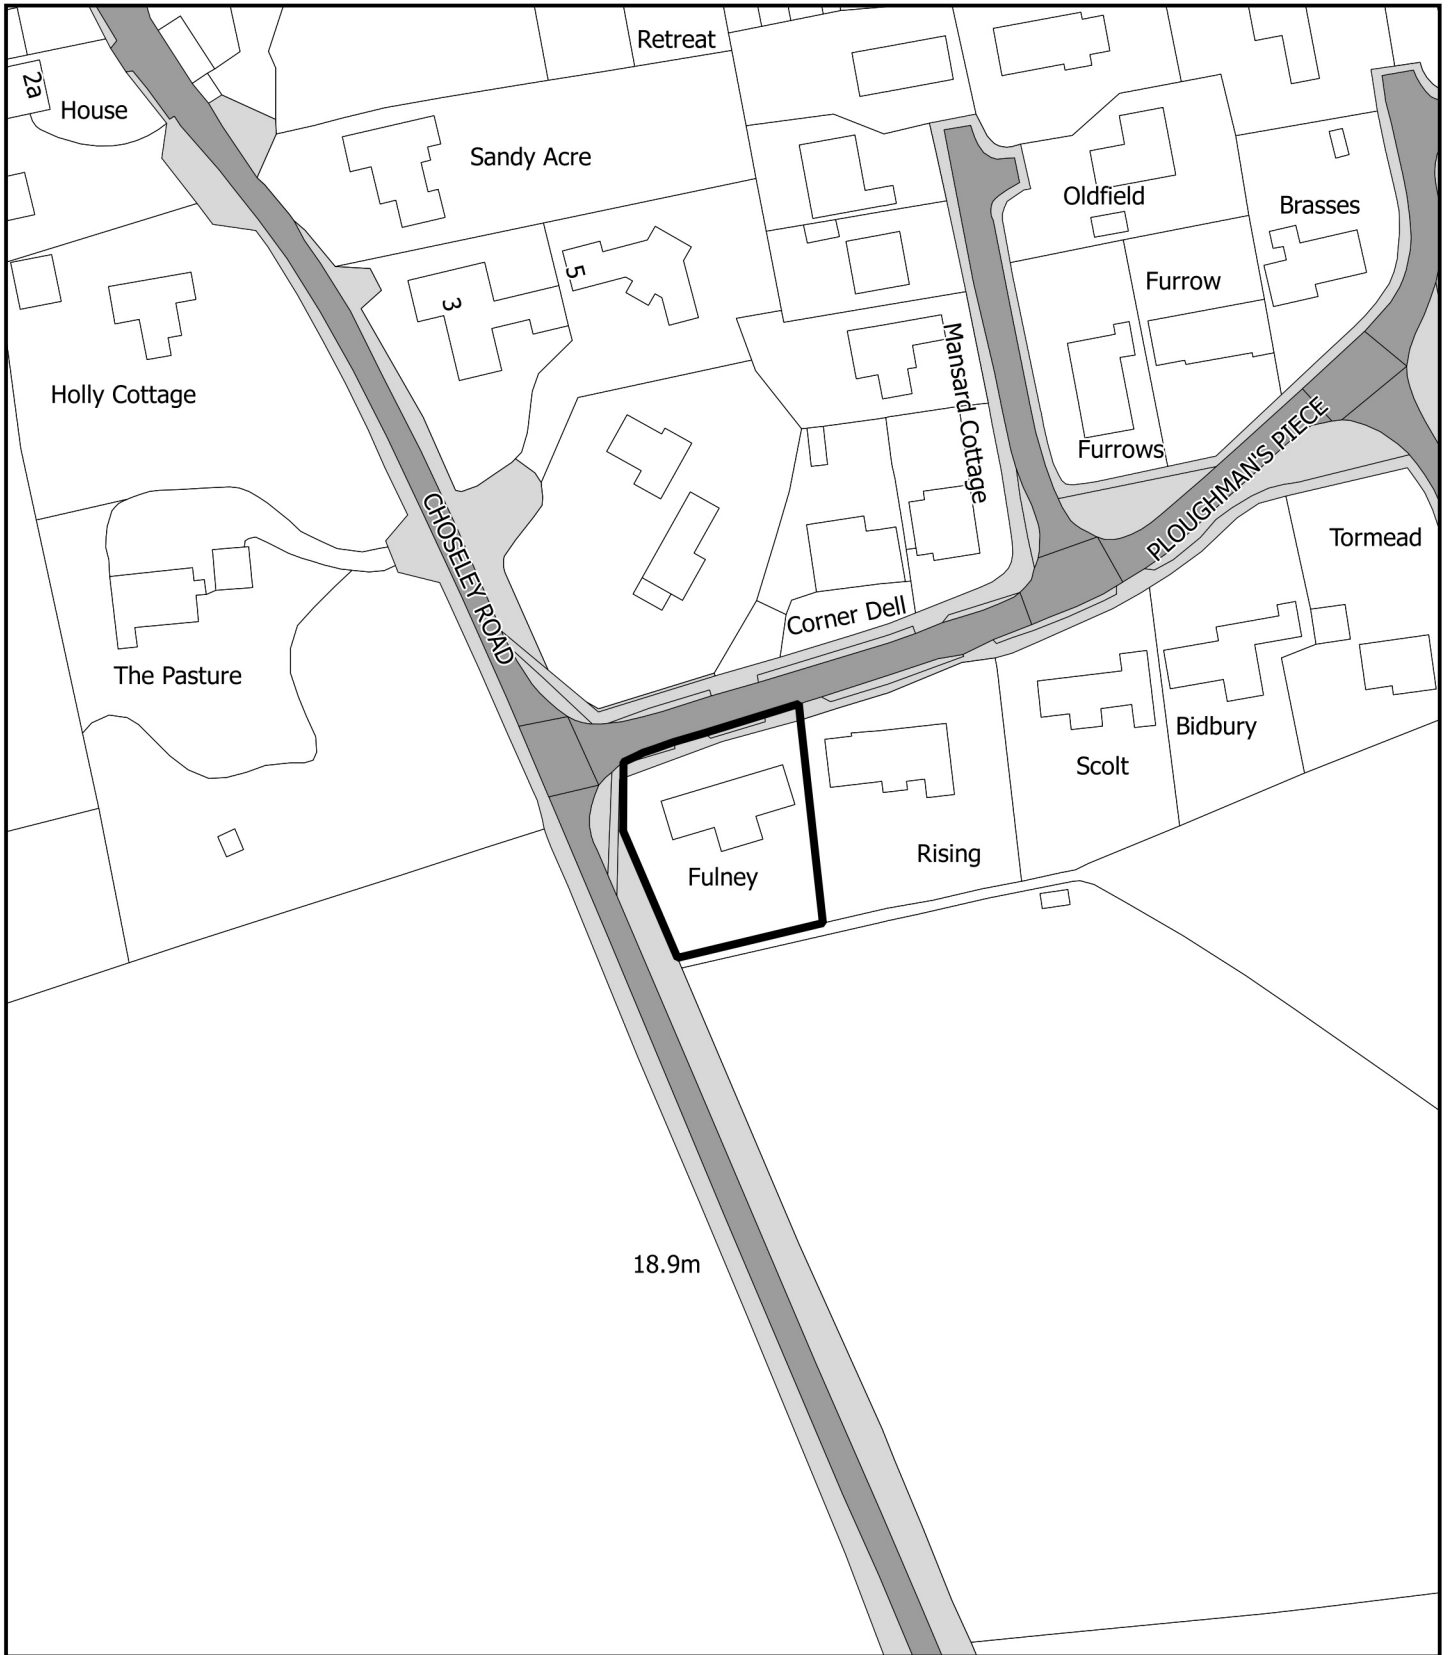 Retreat
2a
House
Sandy Acre
Oldfield
Brasses
5
Furrow
3
Holly Cottage
Mansard Cottage
PLOUGHMAN'S PIECE
Furrows
CHOSELEY ROAD
Tormead
Corner Dell
The Pasture
Bidbury
Scolt
Rising
Fulney
18.9m